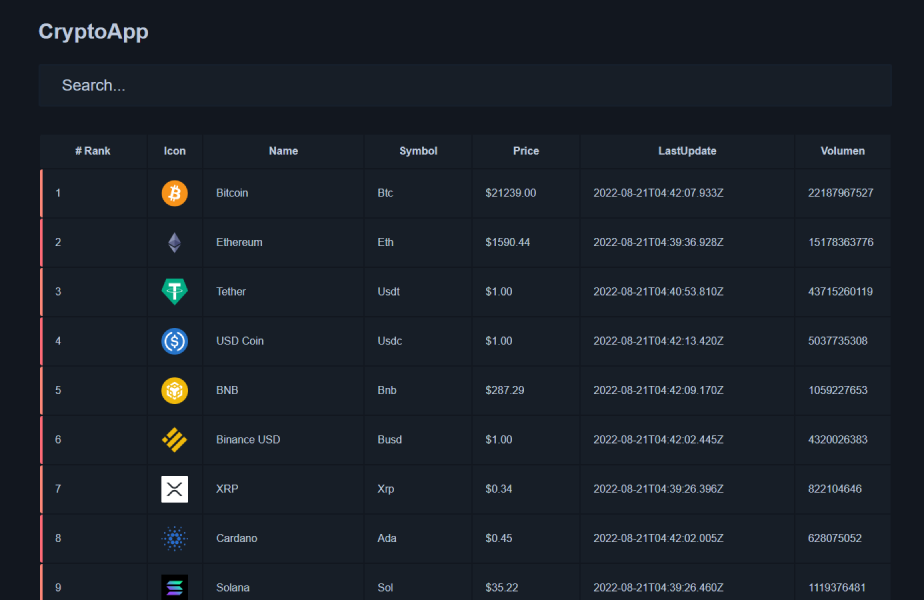 CryptoApp
Search...
# Rank Icon Name Symbol Price LastUpdate Volumen
1 Bitcoin Btc $21239.00 2022-08-21T04:42:07.933Z 22187967527
2 Ethereum Eth $1590.44 2022-08-21T04:39:36.928Z 15178363776
3 Tether Usdt $1.00 2022-08-21T04:40:53.810Z 43715260119
4 USD Coin Usdc $1.00 2022-08-21T04:42:13.420Z 5037735308
5 BNB Bnb $287.29 2022-08-21T04:42:09.170Z 1059227653
6 Binance USD Busd $1.00 2022-08-21T04:42:02.445Z 4320026383
7 XRP Xrp $0.34 2022-08-21T04:39:26.396Z 822104646
8 Cardano Ada $0.45 2022-08-21T04:42:02.005Z 628075052
9 Solana Sol $35.22 2022-08-21T04:39:26.460Z 1119376481